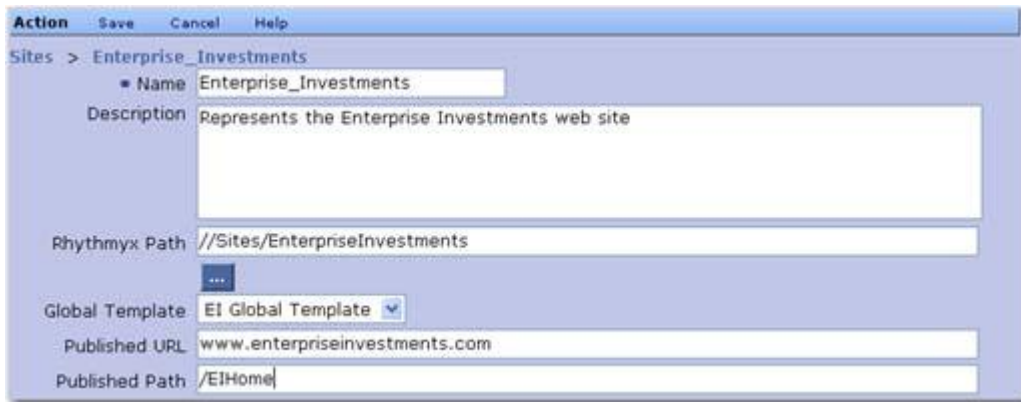 Action Save Cancel Help
Sites > Enterprise_Investments
Name Enterprise_Investments
Description Represents the Enterprise Investments web site
Rhythmyx Path //Sites/EnterpriseInvestments
...
Global Template EI Global Template
Published URL www.enterpriseinvestments.com
Published Path /EIHome